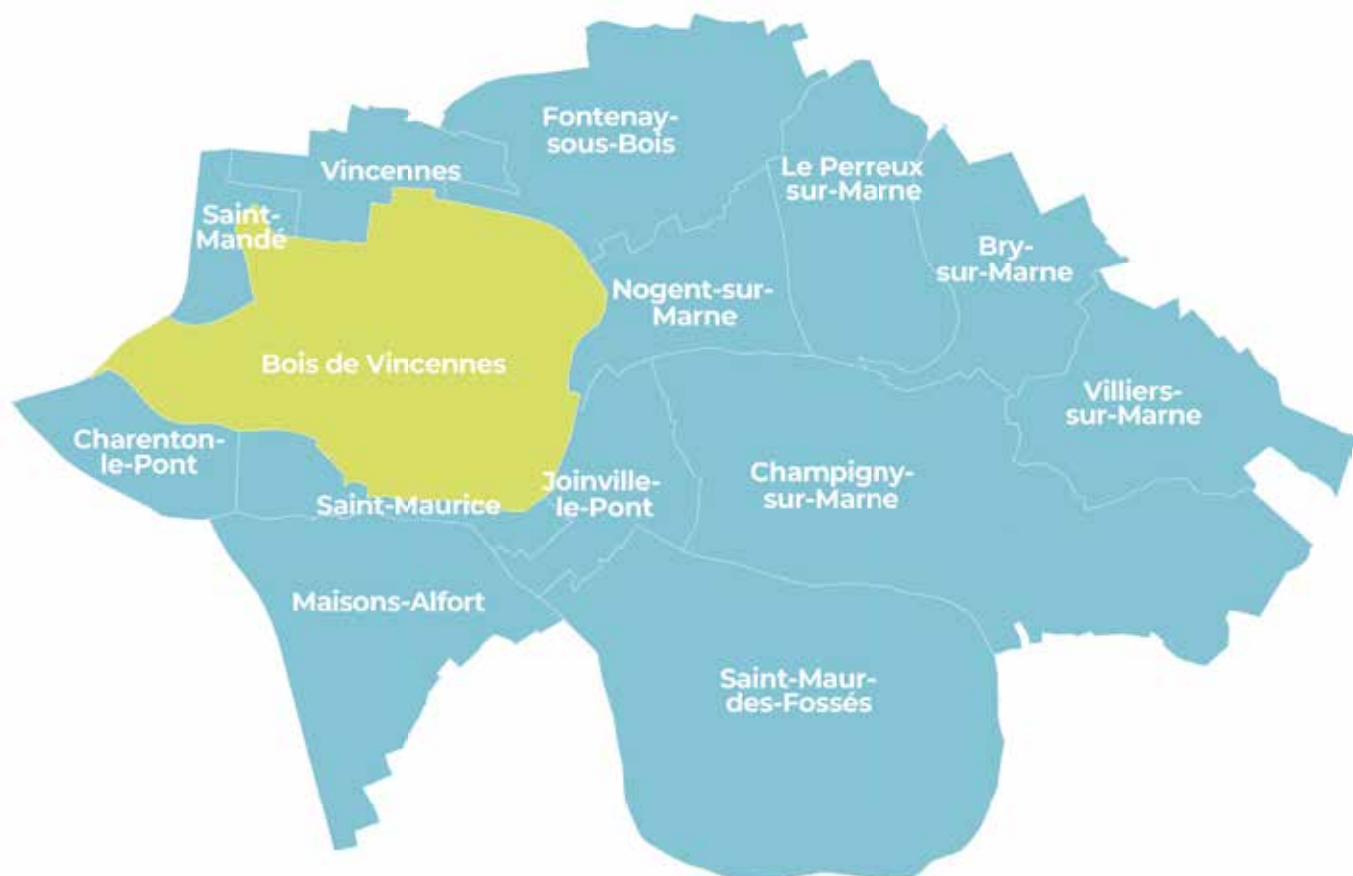 Fontenay-
sous-Bois
Vincennes
Le Perreux
sur-Marne
Saint-
Mandé
Bry-
sur-Marne
Nogent-sur-
Marne
Bois de Vincennes
Villiers-
sur-Marne
Charenton-
le-Pont
Champigny-
sur-Marne
Joinville-
le-Pont
Saint-Maurice
Maisons-Alfort
Saint-Maur-
des-Fossés